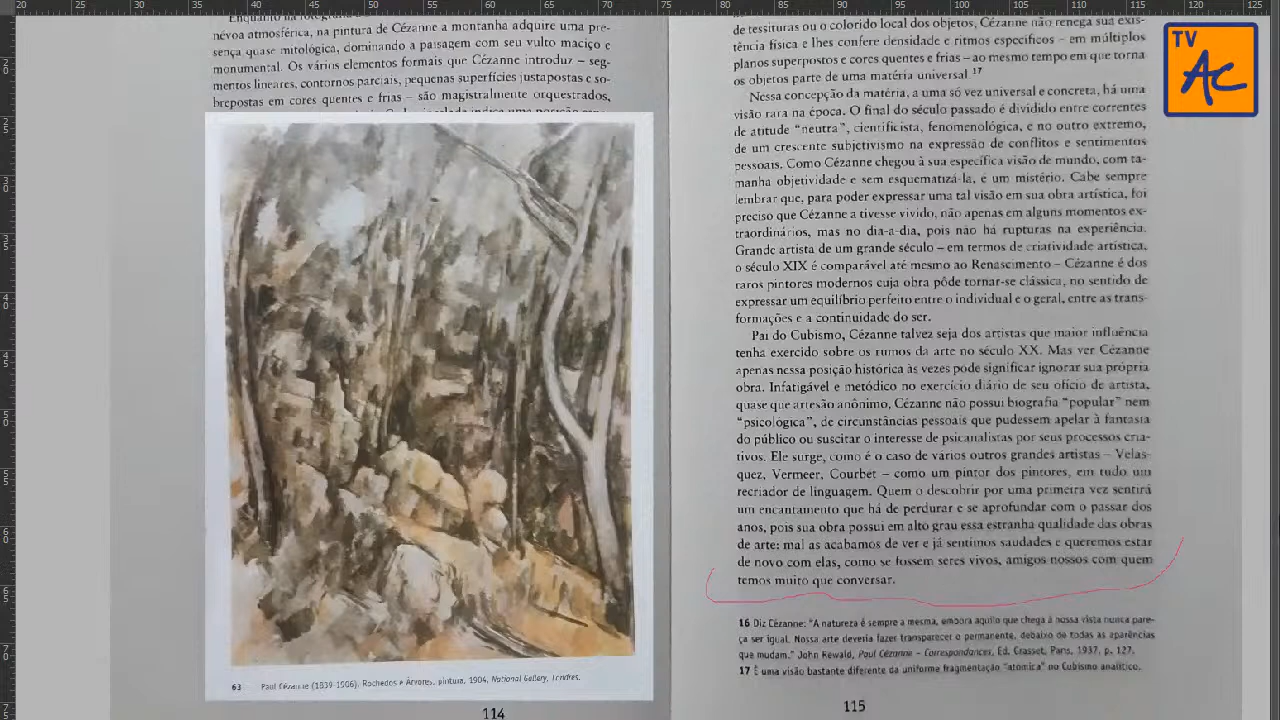 névoa atmosférica, na pintura de Cézanne a montanha adquire uma pre-
sença quase mitológica, dominando a paisagem com seu vulto maciço e
monumental. Os vários elementos formais que Cézanne introduz – seg-
mentos lineares, contornos parciais, pequenas superfícies justapostas e so-
brepostas em cores quentes e frias – são magistralmente orquestrados,
63 Paul Cézanne (1839-1906). Rochedos e Árvores, pintura, 1904, National Gallery, Londres.
114
de tessituras ou o colorido local dos objetos, Cézanne não renega sua exis-
tência física e lhes confere densidade e ritmos específicos – em múltiplos
planos superpostos e cores quentes e frias – ao mesmo tempo em que torna
os objetos parte de uma matéria universal.17
Nessa concepção da matéria, a uma só vez universal e concreta, há uma
visão rara na época. O final do século passado é dividido entre correntes
de atitude “neutra”, cientificista, fenomenológica, e no outro extremo,
de um crescente subjetivismo na expressão de conflitos e sentimentos
pessoais. Como Cézanne chegou à sua específica visão de mundo, com ta-
manha objetividade e sem esquematizá-la, é um mistério. Cabe sempre
lembrar que, para poder expressar uma tal visão em sua obra artística, foi
preciso que Cézanne a tivesse vivido, não apenas em alguns momentos ex-
traordinários, mas no dia-a-dia, pois não há rupturas na experiência.
Grande artista de um grande século – em termos de criatividade artística,
o século XIX é comparável até mesmo ao Renascimento – Cézanne é dos
raros pintores modernos cuja obra pôde tornar-se clássica, no sentido de
expressar um equilíbrio perfeito entre o individual e o geral, entre as trans-
formações e a continuidade do ser.
Pai do Cubismo, Cézanne talvez seja dos artistas que maior influência
tenha exercido sobre os rumos da arte no século XX. Mas ver Cézanne
apenas nessa posição histórica às vezes pode significar ignorar sua própria
obra. Infatigável e metódico no exercício diário de seu ofício de artista,
quase que artesão anônimo, Cézanne não possui biografia “popular” nem
“psicológica”, de circunstâncias pessoais que pudessem apelar à fantasia
do público ou suscitar o interesse de psicanalistas por seus processos cria-
tivos. Ele surge, como é o caso de vários outros grandes artistas – Velas-
quez, Vermeer, Courbet – como um pintor dos pintores, em tudo um
recriador de linguagem. Quem o descobrir por uma primeira vez sentirá
um encantamento que há de perdurar e se aprofundar com o passar dos
anos, pois sua obra possui em alto grau essa estranha qualidade das obras
de arte: mal as acabamos de ver e já sentimos saudades e queremos estar
de novo com elas, como se fossem seres vivos, amigos nossos com quem
temos muito que conversar.
16 Diz Cézanne: “A natureza é sempre a mesma, embora aquilo que chega à nossa vista nunca pare-
ça ser igual. Nossa arte deveria fazer transparecer o permanente, debaixo de todas as aparências
que mudam.” John Rewald, Paul Cézanne – Correspondances, Ed. Grasset, Paris, 1937, p. 127.
17 É uma visão bastante diferente da uniforme fragmentação “atômica” no Cubismo analítico.
115
TV
AC
20 25 30 35 40 45 50 55 60 65 70 75 80 85 90 95 100 105 110 115 120 125